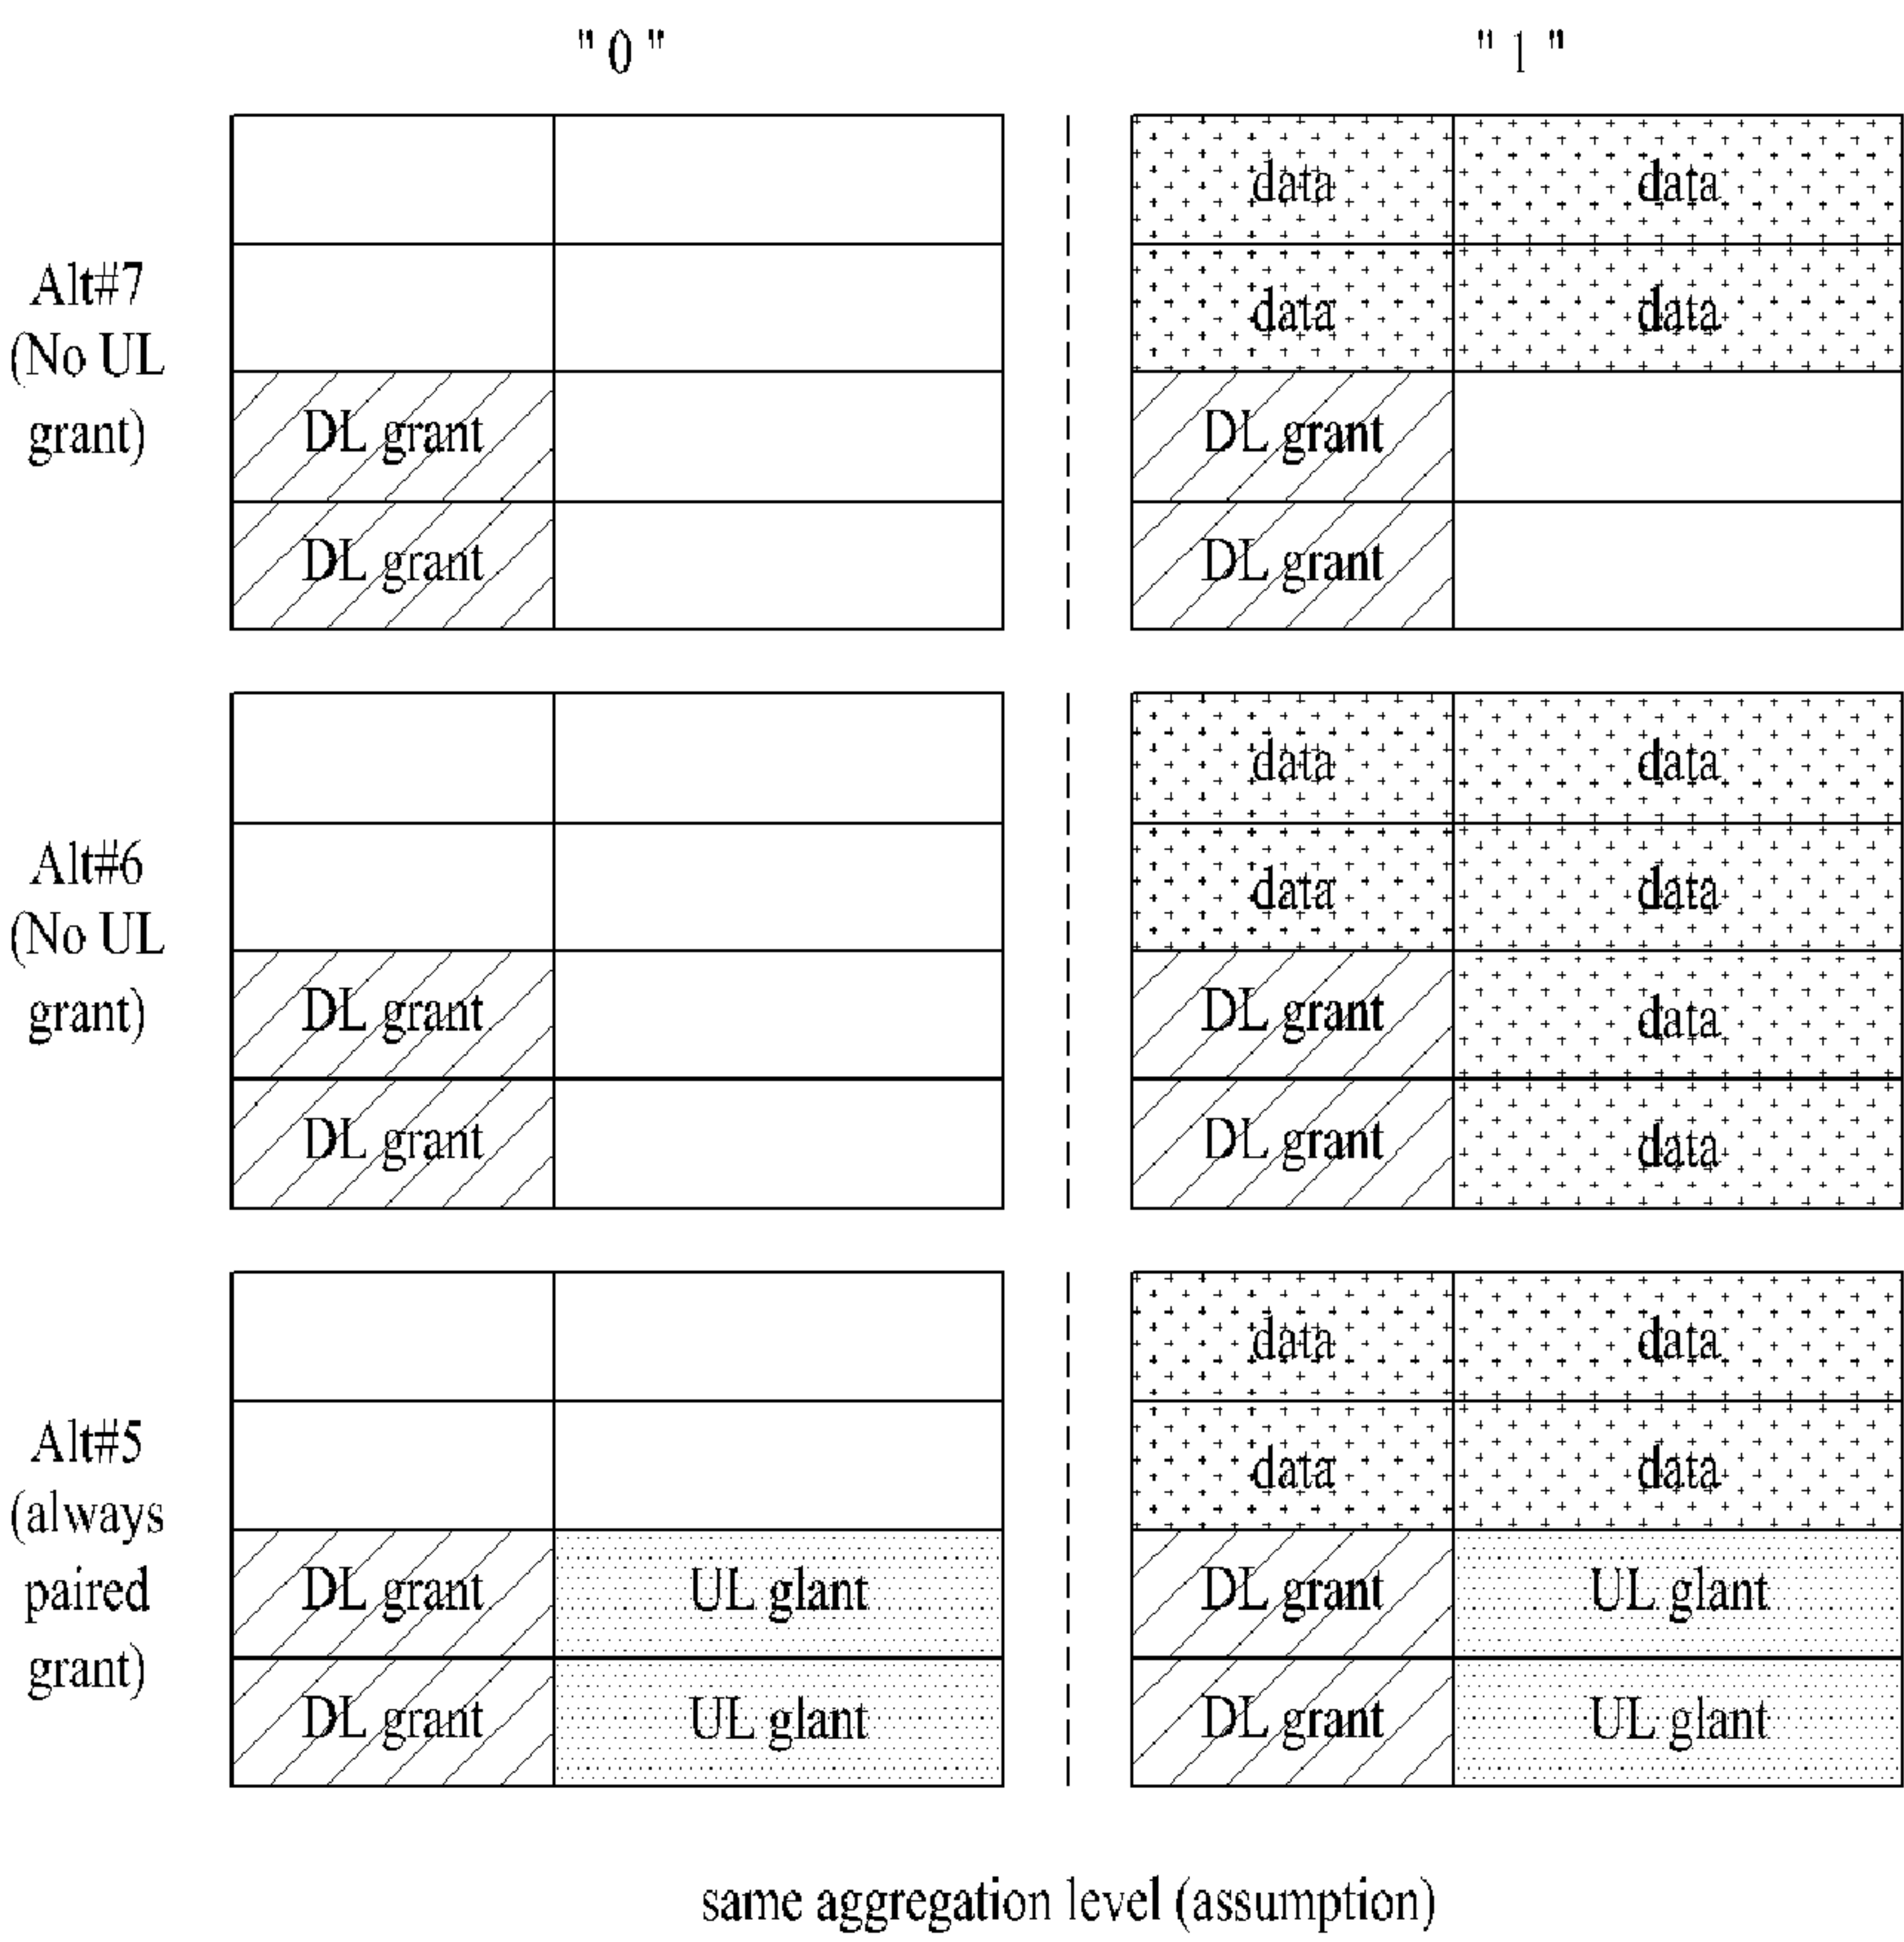 "0" "1"
data data
Alt#7
data data
(No UL
grant)
DL grant DL grant
DL grant DL grant
data data
Alt#6
data data
(No UL
grant)
DL grant DL grant data
DL grant DL grant data
data data
Alt#5
data data
(always
paired
grant)
DL grant UL glant DL grant UL glant
DL grant UL glant DL grant UL glant
same aggregation level (assumption)